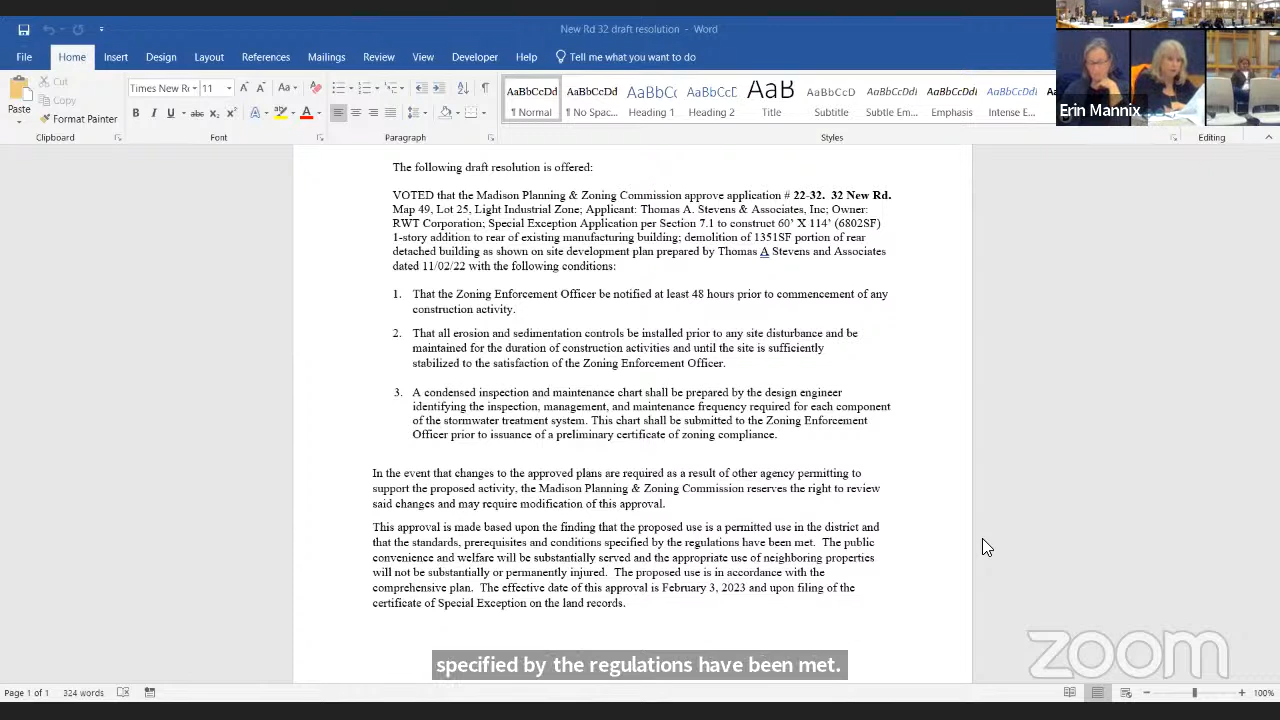 New Rd 32 draft resolution - Word
File Home Insert Design Layout References Mailings Review View Developer Help Tell me what you want to do
Paste
Cut
Copy
Format Painter
Clipboard
Times New Ro 11
Font
Paragraph
AaBbCcDd AaBbCcDd AaBbCc AaBbCcD AaB AaBbCcD AaBbCcDd AaBbCcDd AaBbCcDd
¶ Normal ¶ No Spac... Heading 1 Heading 2 Title Subtitle Subtle Em... Emphasis Intense E...
Styles
Editing
Erin Mannix
The following draft resolution is offered:
VOTED that the Madison Planning & Zoning Commission approve application # 22-32. 32 New Rd.
Map 49, Lot 25, Light Industrial Zone; Applicant: Thomas A. Stevens & Associates, Inc; Owner:
RWT Corporation; Special Exception Application per Section 7.1 to construct 60' X 114' (6802SF)
1-story addition to rear of existing manufacturing building; demolition of 1351SF portion of rear
detached building as shown on site development plan prepared by Thomas A Stevens and Associates
dated 11/02/22 with the following conditions:
1. That the Zoning Enforcement Officer be notified at least 48 hours prior to commencement of any
construction activity.
2. That all erosion and sedimentation controls be installed prior to any site disturbance and be
maintained for the duration of construction activities and until the site is sufficiently
stabilized to the satisfaction of the Zoning Enforcement Officer.
3. A condensed inspection and maintenance chart shall be prepared by the design engineer
identifying the inspection, management, and maintenance frequency required for each component
of the stormwater treatment system. This chart shall be submitted to the Zoning Enforcement
Officer prior to issuance of a preliminary certificate of zoning compliance.
In the event that changes to the approved plans are required as a result of other agency permitting to
support the proposed activity, the Madison Planning & Zoning Commission reserves the right to review
said changes and may require modification of this approval.
This approval is made based upon the finding that the proposed use is a permitted use in the district and
that the standards, prerequisites and conditions specified by the regulations have been met. The public
convenience and welfare will be substantially served and the appropriate use of neighboring properties
will not be substantially or permanently injured. The proposed use is in accordance with the
comprehensive plan. The effective date of this approval is February 3, 2023 and upon filing of the
certificate of Special Exception on the land records.
specified by the regulations have been met.
zoom
Page 1 of 1 324 words
100%